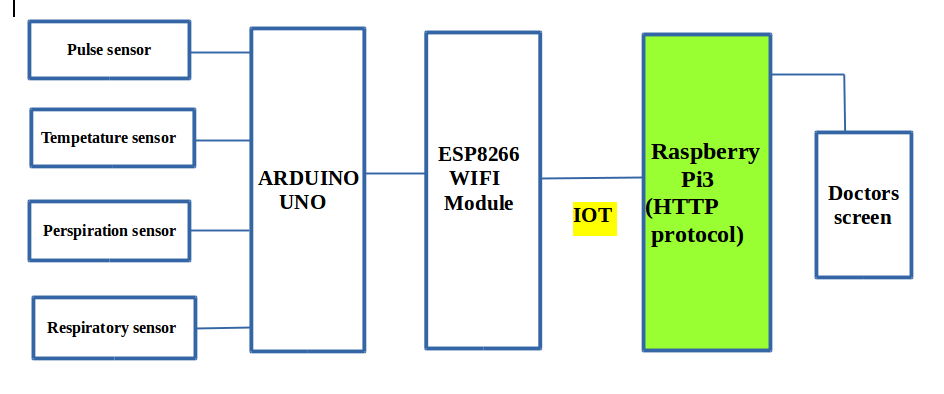 Pulse sensor
Tempetature sensor
Perspiration sensor
Respiratory sensor
ARDUINO
UNO
ESP8266
WIFI
Module
IOT
Raspberry
Pi3
(HTTP
protocol)
Doctors
screen